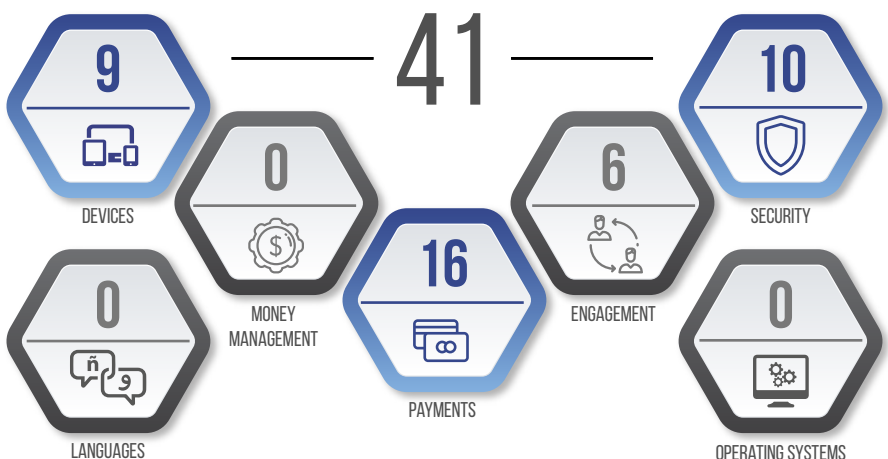 41
9
DEVICES
0
MONEY
MANAGEMENT
16
PAYMENTS
6
ENGAGEMENT
10
SECURITY
0
ñ
و
LANGUAGES
0
OPERATING SYSTEMS
$